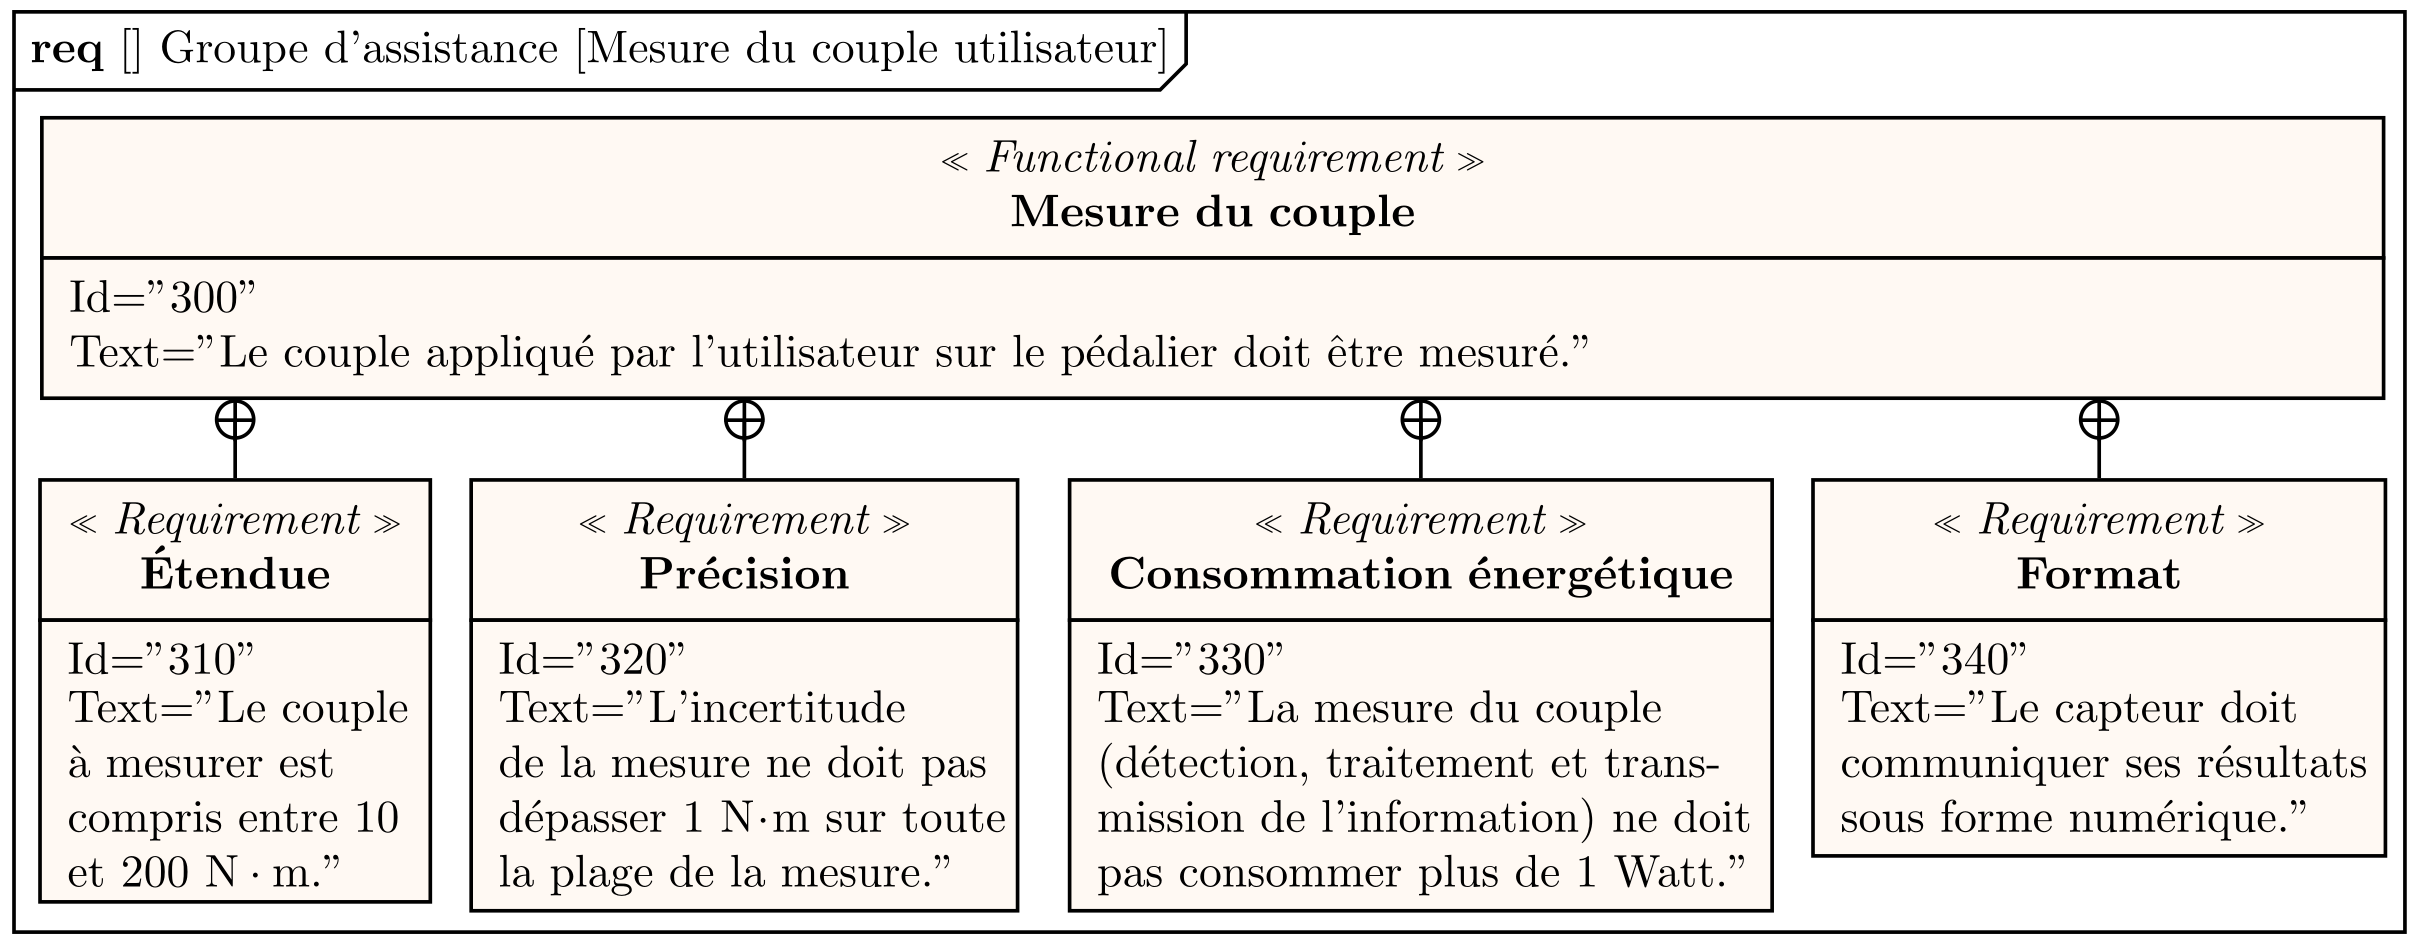 req [] Groupe d’assistance [Mesure du couple utilisateur]
≪ Functional requirement ≫
Mesure du couple
Id=”300”
Text=”Le couple appliqué par l’utilisateur sur le pédalier doit être mesuré.”
≪ Requirement ≫
Étendue
Id=”310”
Text=”Le couple
à mesurer est
compris entre 10
et 200 N · m.”
≪ Requirement ≫
Précision
Id=”320”
Text=”L’incertitude
de la mesure ne doit pas
dépasser 1 N·m sur toute
la plage de la mesure.”
≪ Requirement ≫
Consommation énergétique
Id=”330”
Text=”La mesure du couple
(détection, traitement et trans-
mission de l’information) ne doit
pas consommer plus de 1 Watt.”
≪ Requirement ≫
Format
Id=”340”
Text=”Le capteur doit
communiquer ses résultats
sous forme numérique.”